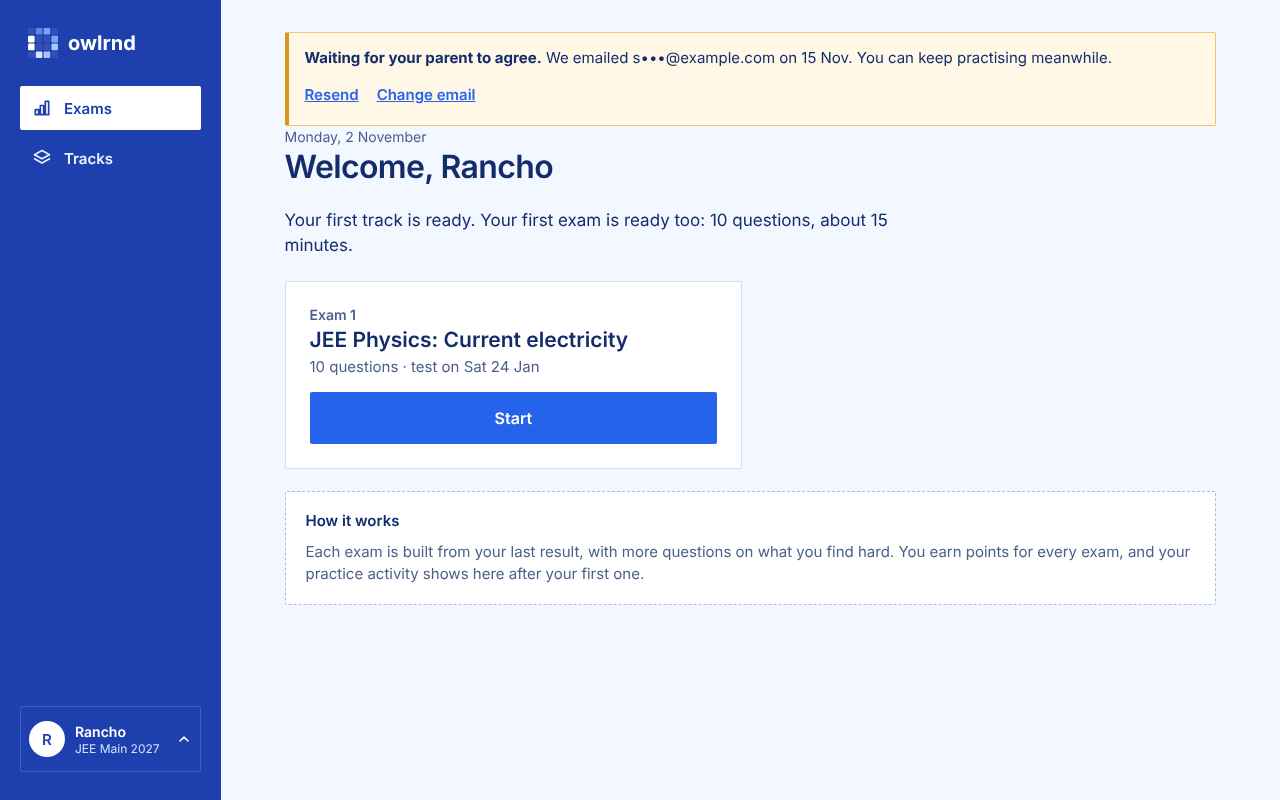 owlrnd
Exams
Tracks
Waiting for your parent to agree. We emailed s•••@example.com on 15 Nov. You can keep practising meanwhile.
Resend Change email
Monday, 2 November
Welcome, Rancho
Your first track is ready. Your first exam is ready too: 10 questions, about 15
minutes.
Exam 1
JEE Physics: Current electricity
10 questions · test on Sat 24 Jan
Start
How it works
Each exam is built from your last result, with more questions on what you find hard. You earn points for every exam, and your
practice activity shows here after your first one.
R
Rancho
JEE Main 2027